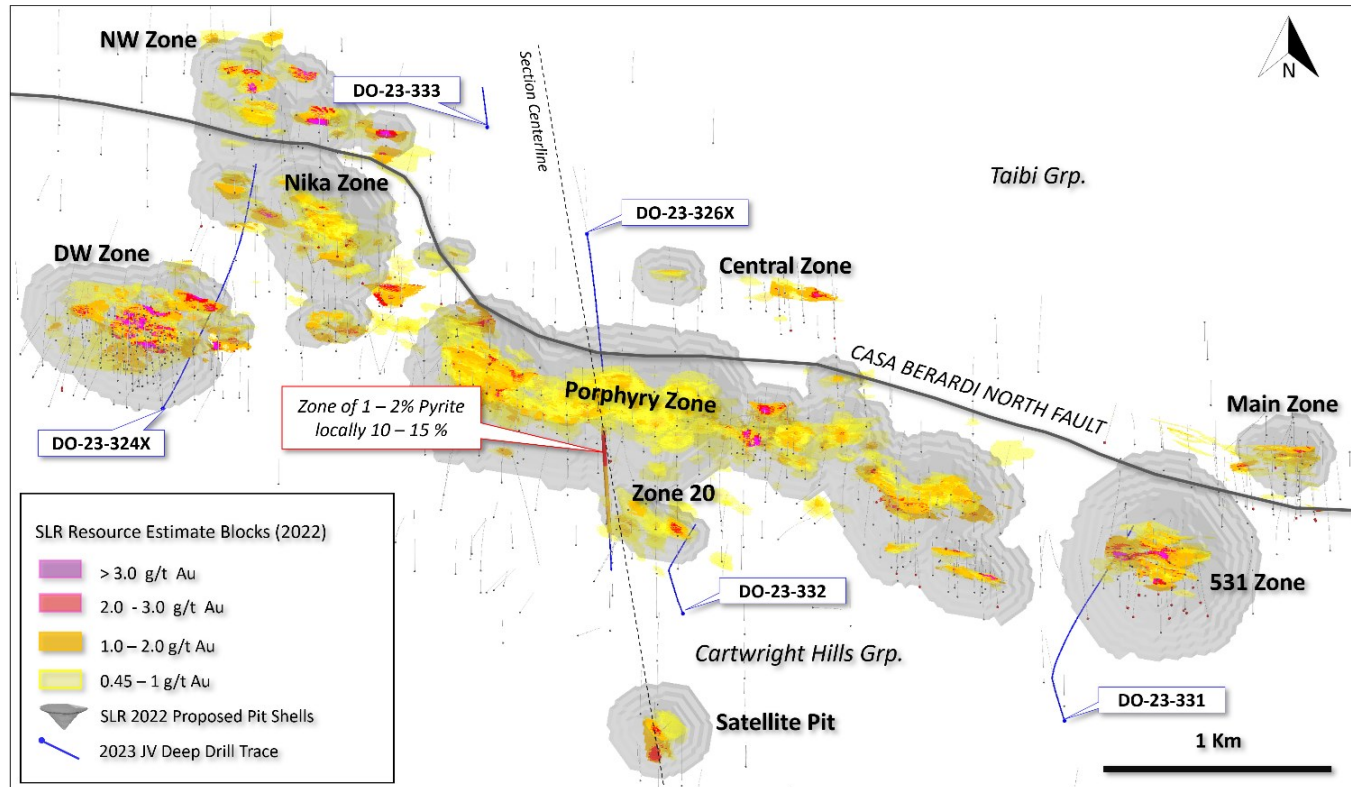 NW Zone
DO-23-333
Section Centerline
N
Taibi Grp.
Nika Zone
DO-23-326X
DW Zone
Central Zone
CASA BERARDI NORTH FAULT
Porphyry Zone
Zone of 1 – 2% Pyrite
locally 10 – 15 %
Main Zone
DO-23-324X
Zone 20
531 Zone
DO-23-332
Cartwright Hills Grp.
DO-23-331
Satellite Pit
1 Km
SLR Resource Estimate Blocks (2022)
> 3.0 g/t Au
2.0 - 3.0 g/t Au
1.0 – 2.0 g/t Au
0.45 – 1 g/t Au
SLR 2022 Proposed Pit Shells
2023 JV Deep Drill Trace